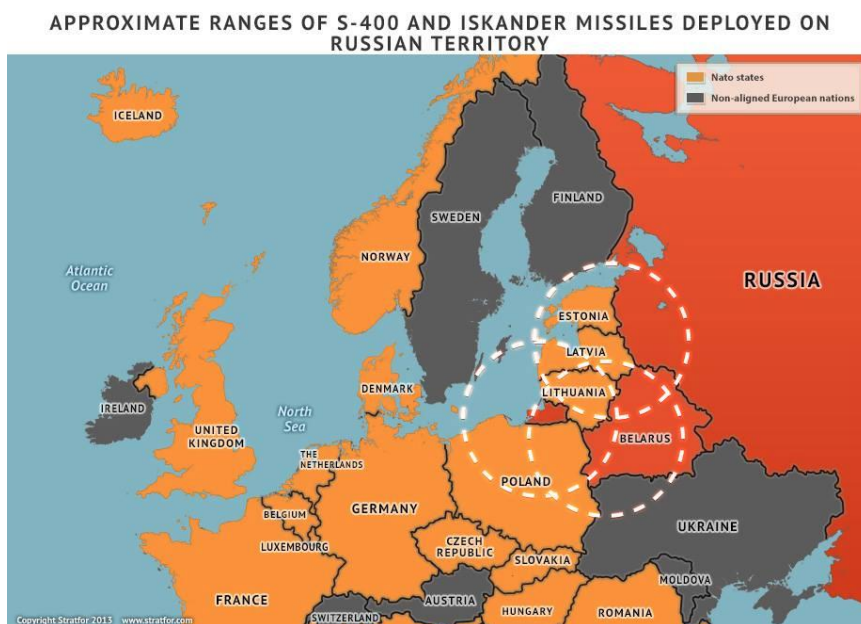 APPROXIMATE RANGES OF S-400 AND ISKANDER MISSILES DEPLOYED ON
RUSSIAN TERRITORY
Nato states
Non-aligned European nations
ICELAND
FINLAND
SWEDEN
NORWAY
Atlantic
Ocean
RUSSIA
ESTONIA
LATVIA
DENMARK
LITHUANIA
IRELAND
North
Sea
UNITED
KINGDOM
BELARUS
THE
NETHERLANDS
POLAND
GERMANY
BELGIUM
UKRAINE
LUXEMBOURG
CZECH
REPUBLIC
SLOVAKIA
MOLDOVA
FRANCE
AUSTRIA
HUNGARY
ROMANIA
SWITZERLAND
Copyright Stratfor 2013 www.stratfor.com